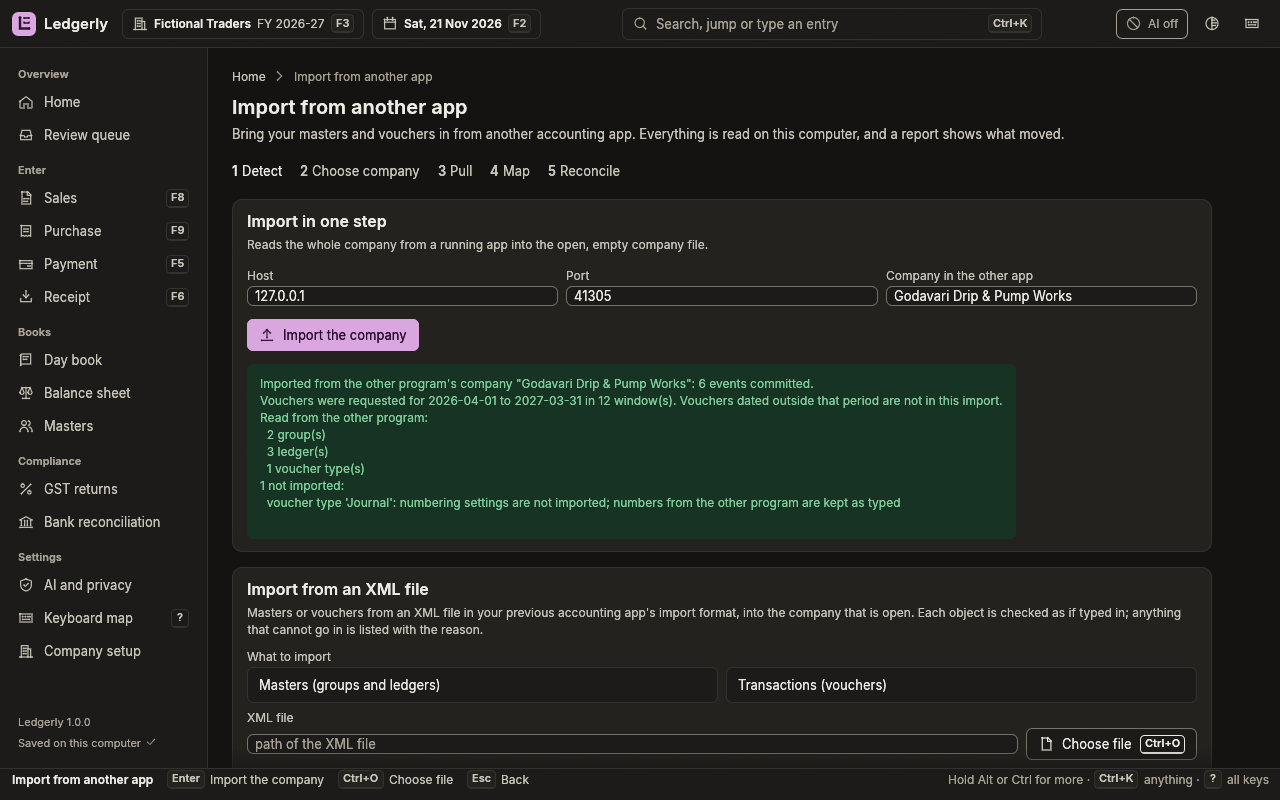 Ledgerly
Fictional Traders FY 2026-27 F3
Sat, 21 Nov 2026 F2
Search, jump or type an entry Ctrl+K
AI off
Overview
Home
Review queue
Enter
Sales F8
Purchase F9
Payment F5
Receipt F6
Books
Day book
Balance sheet
Masters
Compliance
GST returns
Bank reconciliation
Settings
AI and privacy
Keyboard map ?
Company setup
Ledgerly 1.0.0
Saved on this computer
Home Import from another app
Import from another app
Bring your masters and vouchers in from another accounting app. Everything is read on this computer, and a report shows what moved.
1 Detect 2 Choose company 3 Pull 4 Map 5 Reconcile
Import in one step
Reads the whole company from a running app into the open, empty company file.
Host Port Company in the other app
127.0.0.1 41305 Godavari Drip & Pump Works
Import the company
Imported from the other program's company "Godavari Drip & Pump Works": 6 events committed.
Vouchers were requested for 2026-04-01 to 2027-03-31 in 12 window(s). Vouchers dated outside that period are not in this import.
Read from the other program:
2 group(s)
3 ledger(s)
1 voucher type(s)
1 not imported:
voucher type 'Journal': numbering settings are not imported; numbers from the other program are kept as typed
Import from an XML file
Masters or vouchers from an XML file in your previous accounting app's import format, into the company that is open. Each object is checked as if typed in; anything
that cannot go in is listed with the reason.
What to import
Masters (groups and ledgers) Transactions (vouchers)
XML file
path of the XML file Choose file Ctrl+O
Import from another app Enter Import the company Ctrl+O Choose file Esc Back Hold Alt or Ctrl for more · Ctrl+K anything · ? all keys